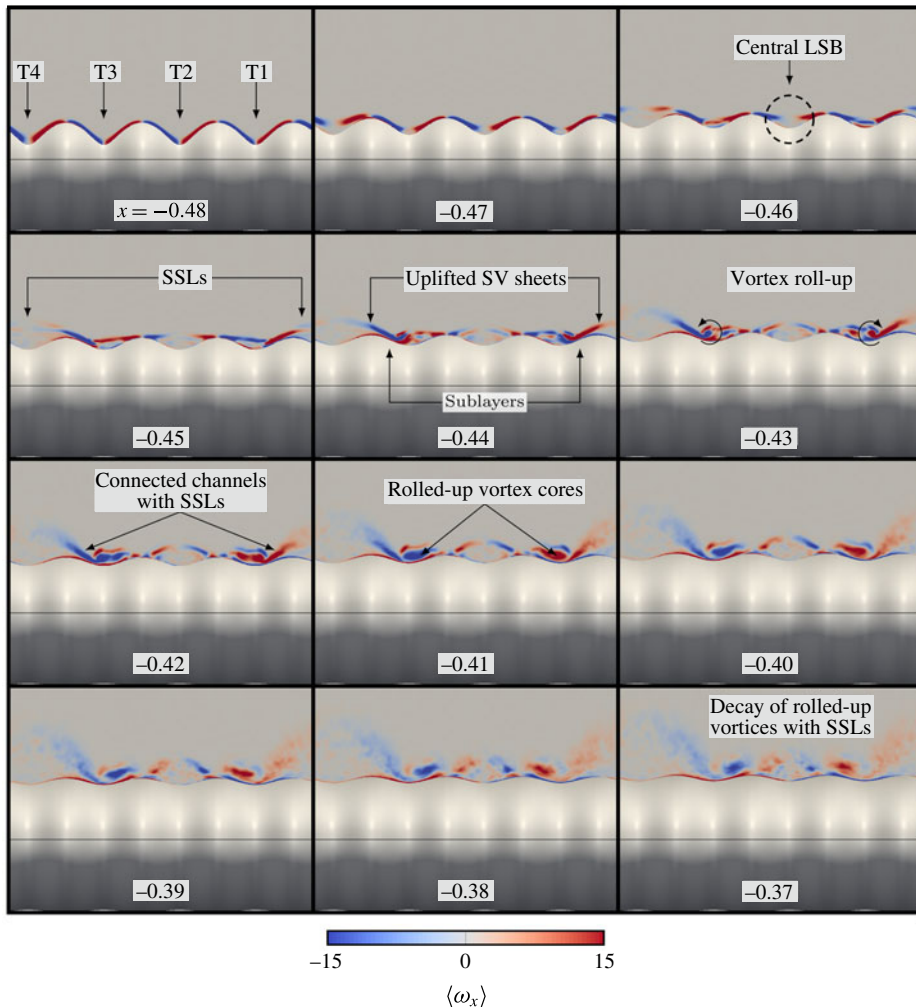 T4 T3 T2 T1
x = −0.48
−0.47
Central LSB
−0.46
SSLs
−0.45
Uplifted SV sheets
Sublayers
−0.44
Vortex roll-up
−0.43
Connected channels
with SSLs
−0.42
Rolled-up vortex cores
−0.41
−0.40
−0.39
−0.38
Decay of rolled-up
vortices with SSLs
−0.37
−15 0 15
⟨ωx⟩